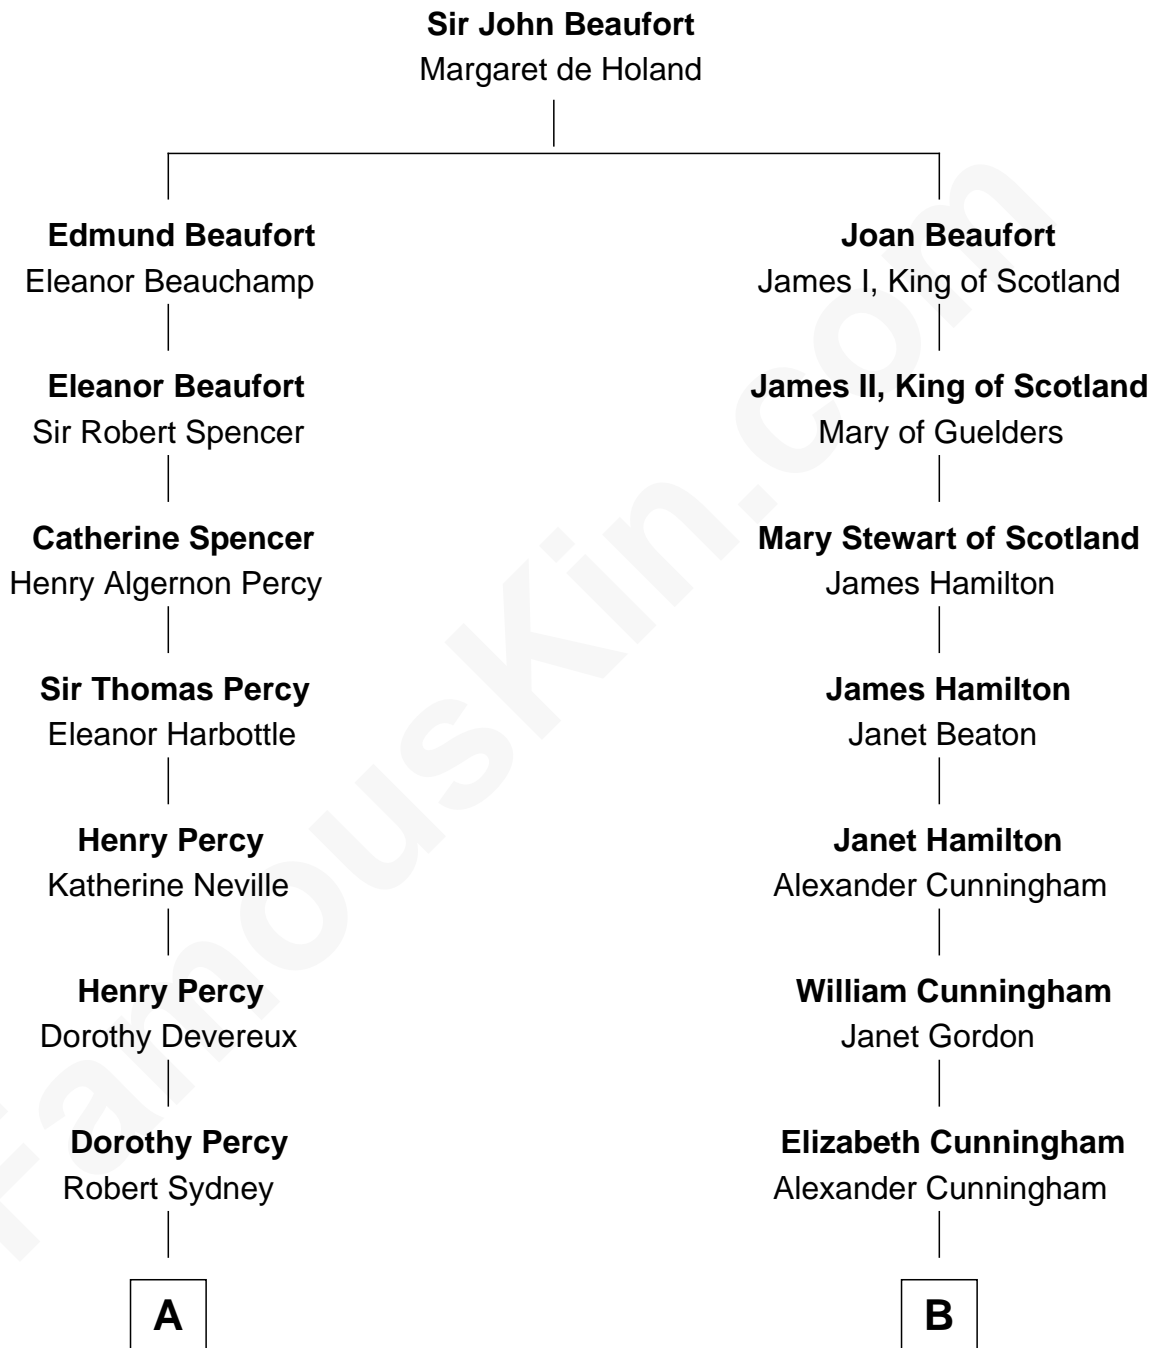 Sir John Beaufort
Margaret de Holand
Edmund Beaufort
Eleanor Beauchamp
Joan Beaufort
James I, King of Scotland
Eleanor Beaufort
Sir Robert Spencer
James II, King of Scotland
Mary of Guelders
Catherine Spencer
Henry Algernon Percy
Mary Stewart of Scotland
James Hamilton
Sir Thomas Percy
Eleanor Harbottle
James Hamilton
Janet Beaton
Henry Percy
Katherine Neville
Janet Hamilton
Alexander Cunningham
Henry Percy
Dorothy Devereux
William Cunningham
Janet Gordon
Dorothy Percy
Robert Sydney
Elizabeth Cunningham
Alexander Cunningham
A
B
FamousKin.com